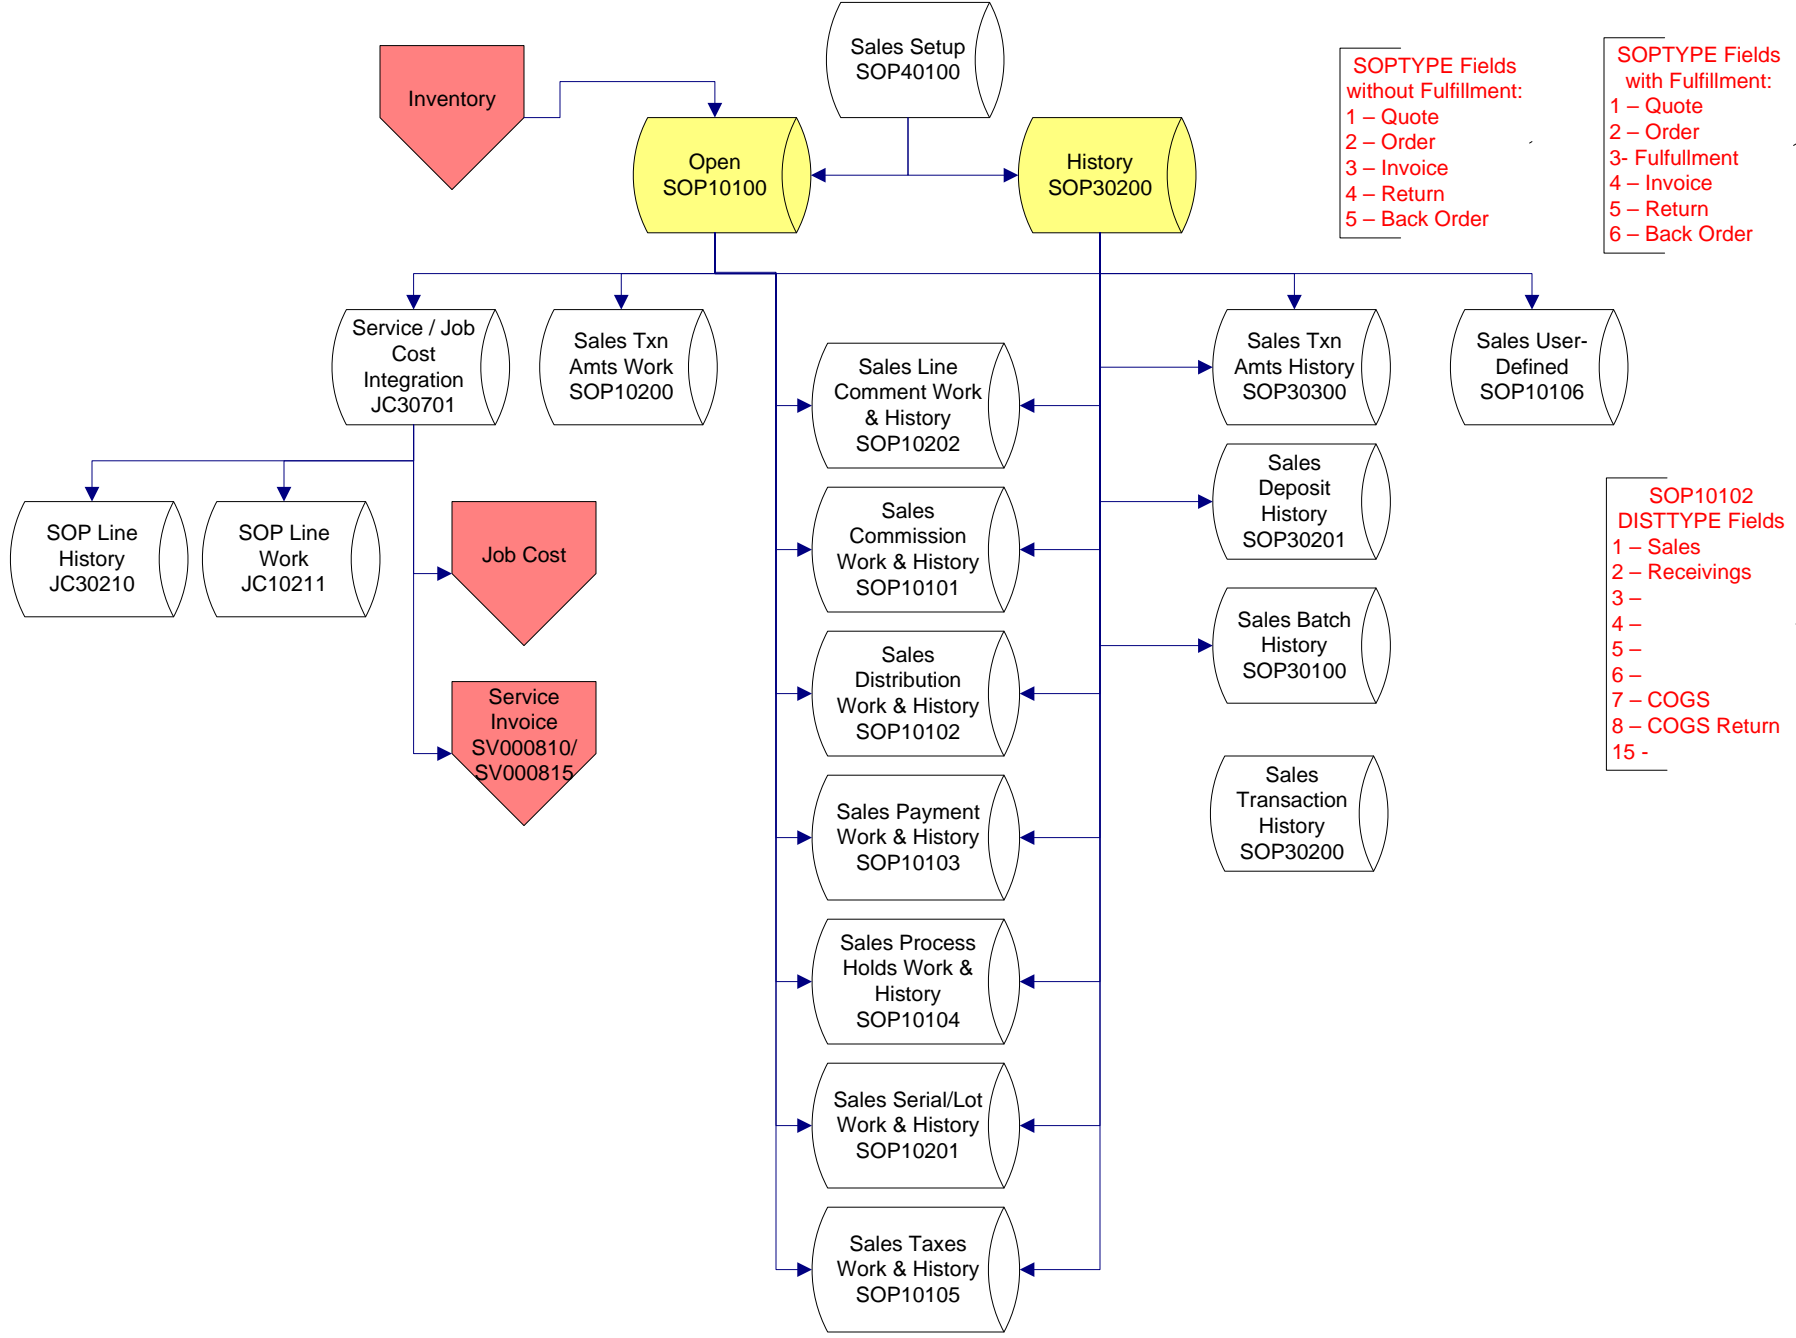 Sales Setup
SOP40100
Inventory
Open
SOP10100
History
SOP30200
SOPTYPE Fields
without Fulfillment:
1 – Quote
2 – Order
3 – Invoice
4 – Return
5 – Back Order
SOPTYPE Fields
with Fulfillment:
1 – Quote
2 – Order
3- Fulfullment
4 – Invoice
5 – Return
6 – Back Order
Service / Job
Cost
Integration
JC30701
Sales Txn
Amts Work
SOP10200
Sales Line
Comment Work
& History
SOP10202
Sales Txn
Amts History
SOP30300
Sales User-
Defined
SOP10106
SOP Line
History
JC30210
SOP Line
Work
JC10211
Job Cost
Service
Invoice
SV000810/
SV000815
Sales
Commission
Work & History
SOP10101
Sales
Deposit
History
SOP30201
SOP10102
DISTTYPE Fields
1 – Sales
2 – Receivings
3 –
4 –
5 –
6 –
7 – COGS
8 – COGS Return
15 -
Sales
Distribution
Work & History
SOP10102
Sales Batch
History
SOP30100
Sales Payment
Work & History
SOP10103
Sales
Transaction
History
SOP30200
Sales Process
Holds Work &
History
SOP10104
Sales Serial/Lot
Work & History
SOP10201
Sales Taxes
Work & History
SOP10105